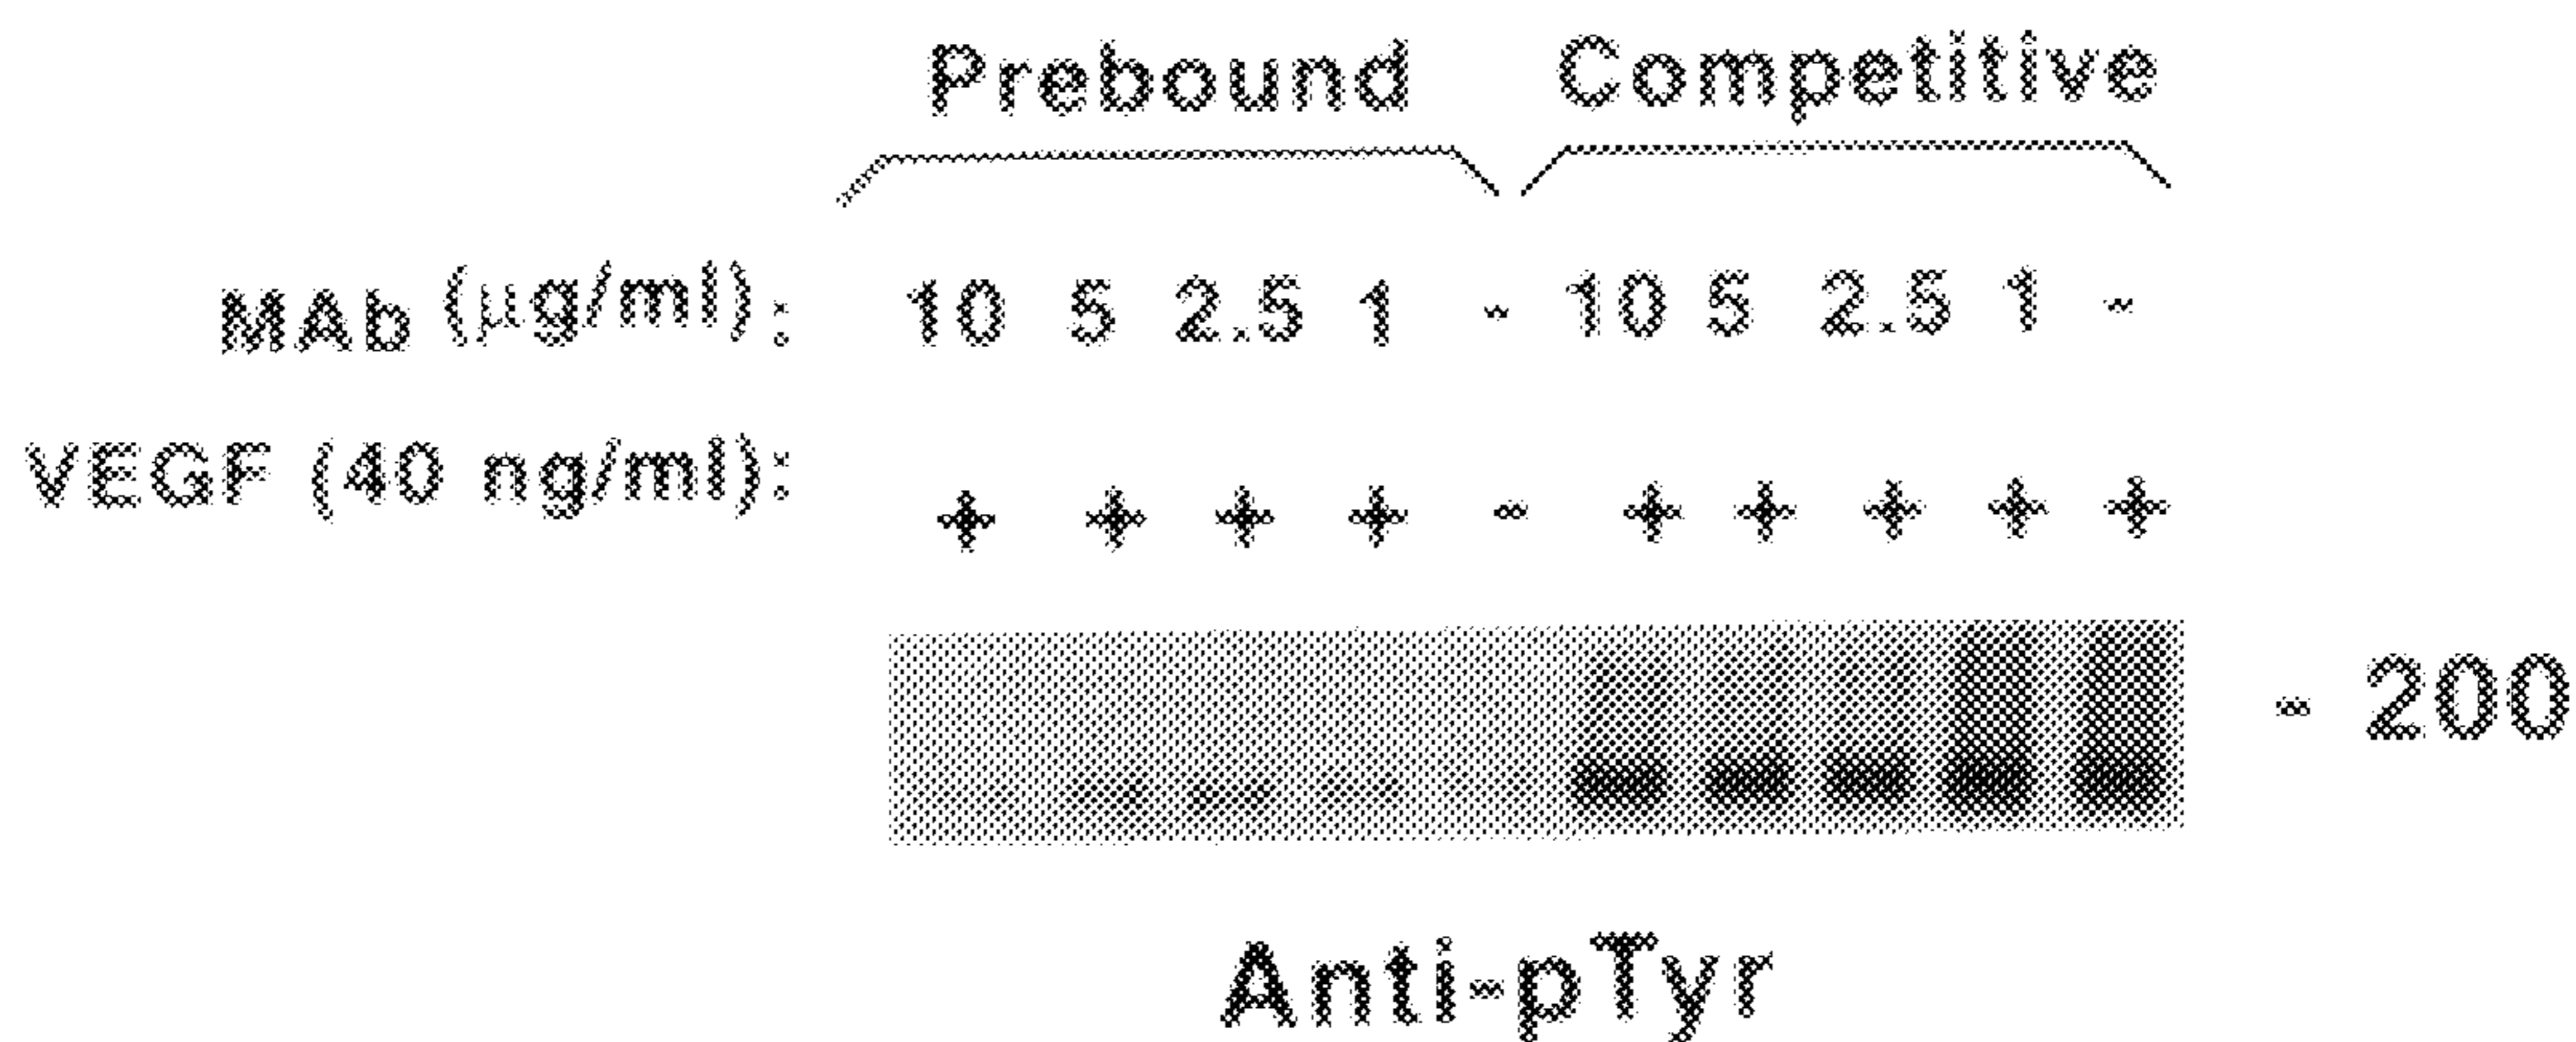 Prebound Competitive
MAb (μg/ml): 10 5 2.5 1 - 10 5 2.5 1 -
VEGF (40 ng/ml): + + + + - + + + + +
- 200
Anti-pTyr